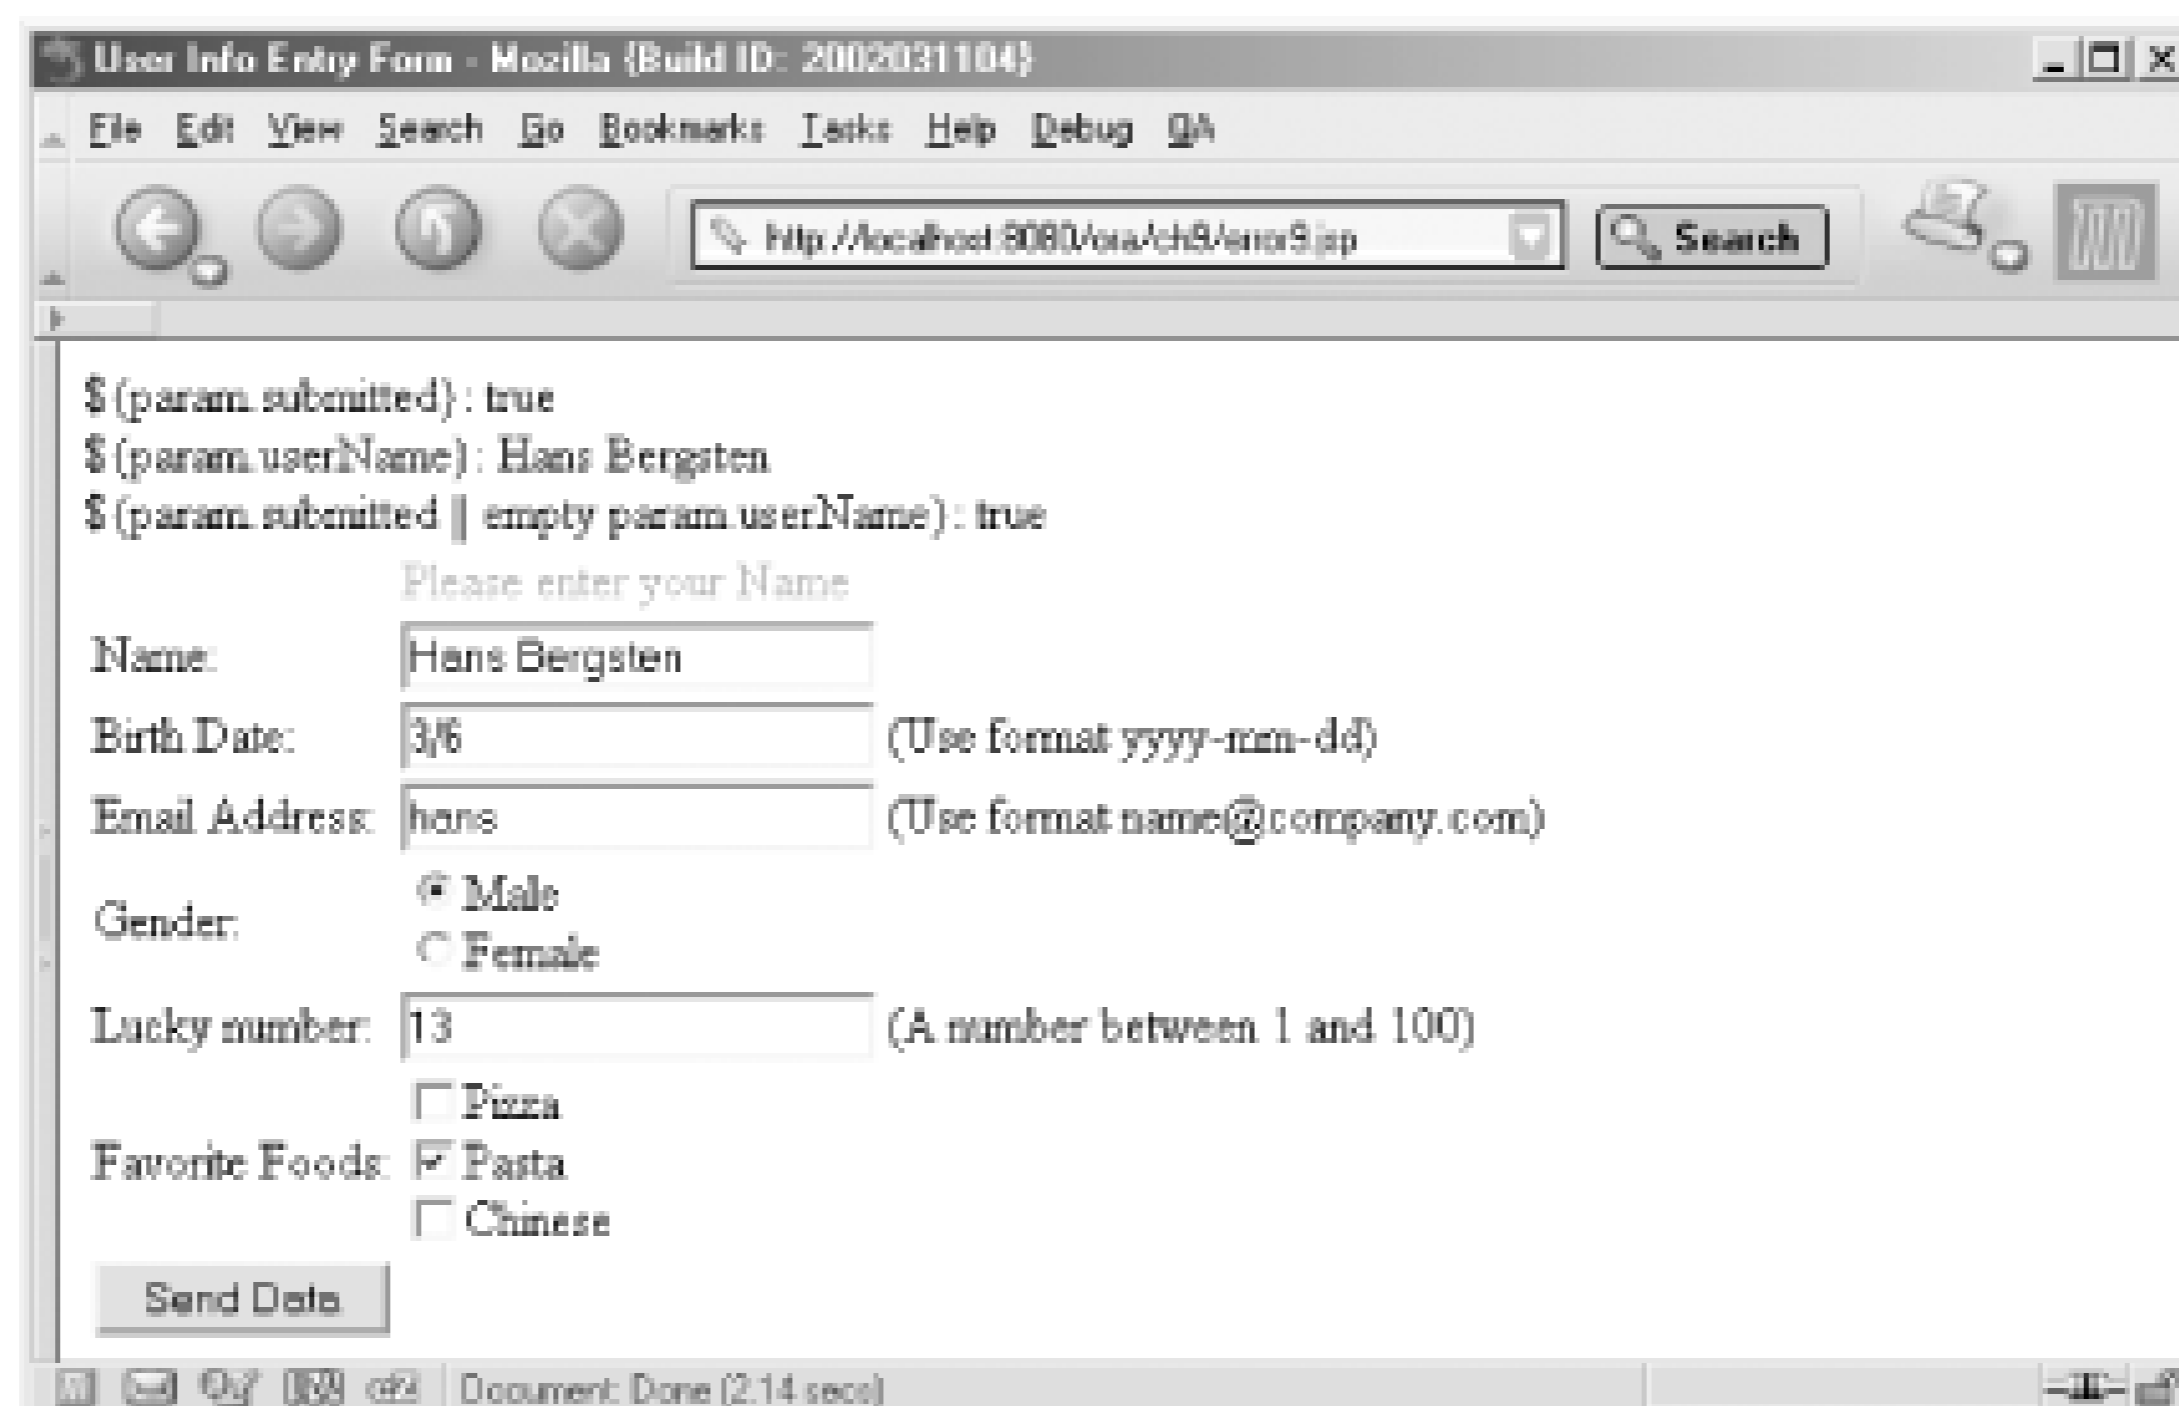 User Info Entry Form - Mozilla {Build ID: 2002031104}
File Edit View Search Go Bookmarks Tasks Help Debug QA
http://localhost:8080/ora/ch9/error9.jsp Search
${param.submitted}: true
${param.userName}: Hans Bergsten
${param.submitted || empty param.userName}: true
Please enter your Name
Name: Hans Bergsten
Birth Date: 3/6 (Use format yyyy-mm-dd)
Email Address: hans (Use format name@company.com)
Gender:
Male
Female
Lucky number: 13 (A number between 1 and 100)
Pizza
Favorite Foods: Pasta
Chinese
Send Data
Document: Done (2.14 secs)